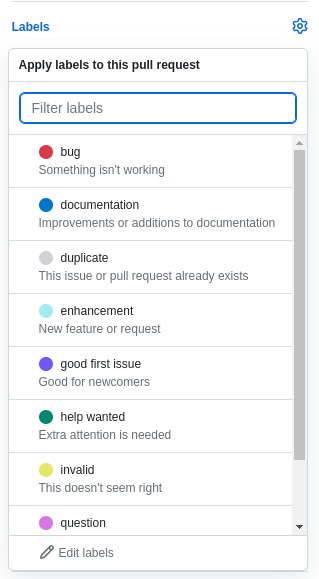 Labels
Apply labels to this pull request
Filter labels
bug
Something isn't working
documentation
Improvements or additions to documentation
duplicate
This issue or pull request already exists
enhancement
New feature or request
good first issue
Good for newcomers
help wanted
Extra attention is needed
invalid
This doesn't seem right
question
Edit labels